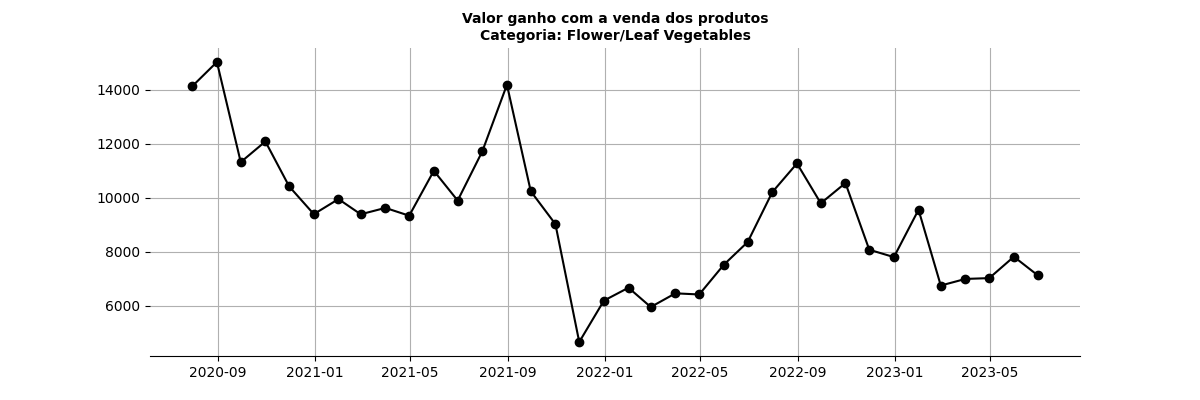 Valor ganho com a venda dos produtos
Categoria: Flower/Leaf Vegetables
14000
12000
10000
8000
6000
2020-09 2021-01 2021-05 2021-09 2022-01 2022-05 2022-09 2023-01 2023-05